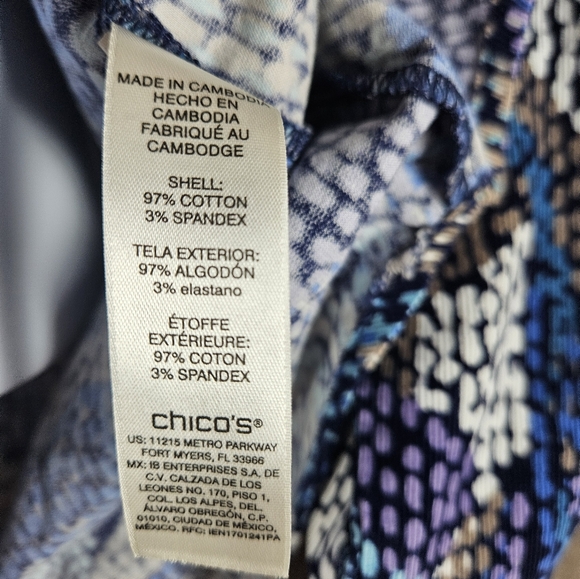 MADE IN CAMBODIA
HECHO EN
CAMBODIA
FABRIQUÉ AU
CAMBODGE
SHELL:
97% COTTON
3% SPANDEX
TELA EXTERIOR:
97% ALGODÓN
3% elastano
ÉTOFFE
EXTÉRIEURE:
97% COTON
3% SPANDEX
chico's®
US: 11215 METRO PARKWAY
FORT MYERS, FL 33966
MX: IB ENTERPRISES S.A. DE
C.V. CALZADA DE LOS
LEONES NO. 170, PISO 1,
COL. LOS ALPES, DEL.
ÁLVARO OBREGÓN, C.P.
01010, CIUDAD DE MÉXICO,
MÉXICO. RFC: IEN1701241PA